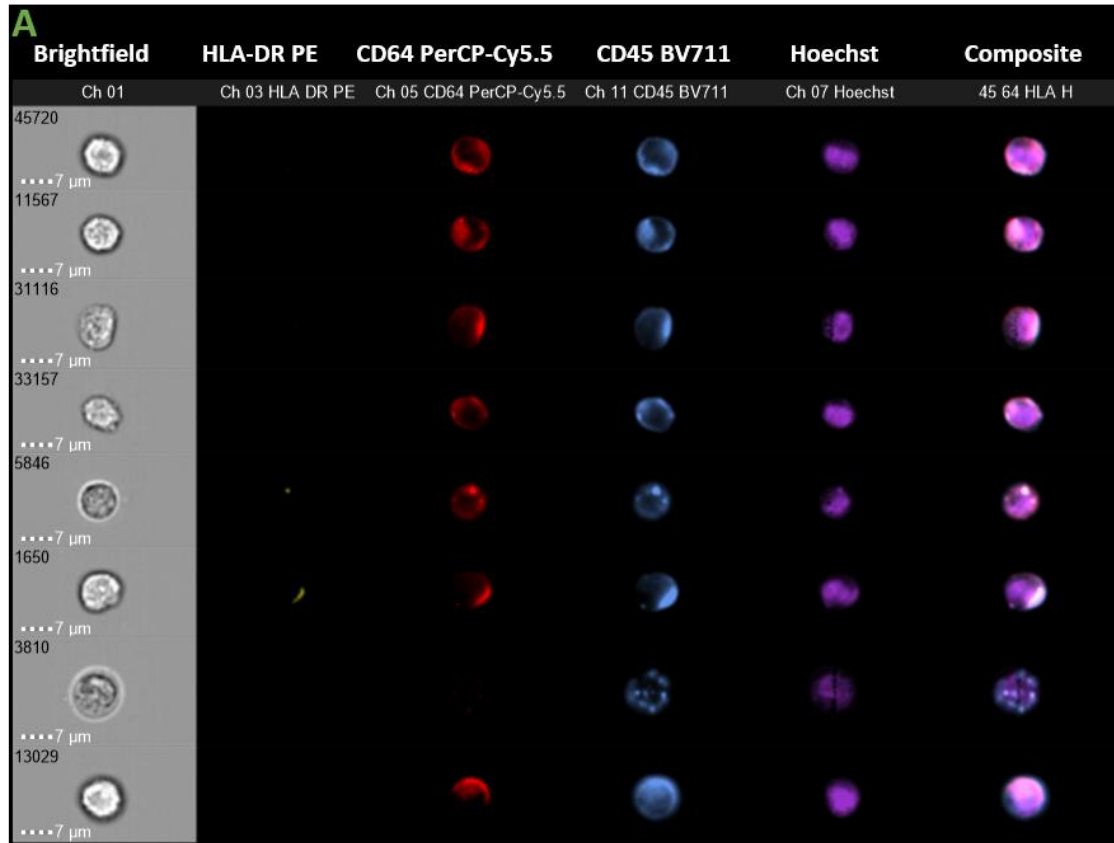 A
Brightfield HLA-DR PE CD64 PerCP-Cy5.5 CD45 BV711 Hoechst Composite
Ch 01 Ch 03 HLA DR PE Ch 05 CD64 PerCP-Cy5.5 Ch 11 CD45 BV711 Ch 07 Hoechst 45 64 HLA H
45720
7 µm
11567
7 µm
31116
7 µm
33157
7 µm
5846
7 µm
1650
7 µm
3810
7 µm
13029
7 µm